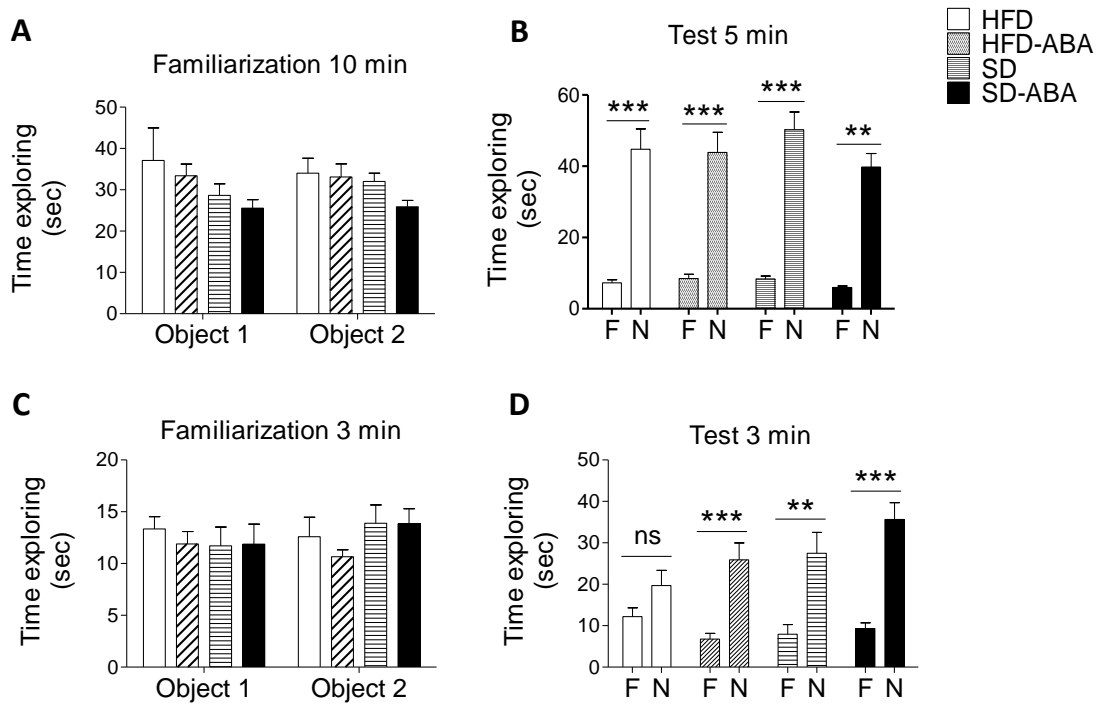 A
Familiarization 10 min
Time exploring
(sec)
50
40
30
20
10
0
Object 1 Object 2
B
Test 5 min
Time exploring
(sec)
60
40
20
0
*** *** *** **
F N F N F N F N
HFD
HFD-ABA
SD
SD-ABA
C
Familiarization 3 min
Time exploring
(sec)
20
15
10
5
0
Object 1 Object 2
D
Test 3 min
Time exploring
(sec)
50
40
30
20
10
0
ns *** ** ***
F N F N F N F N